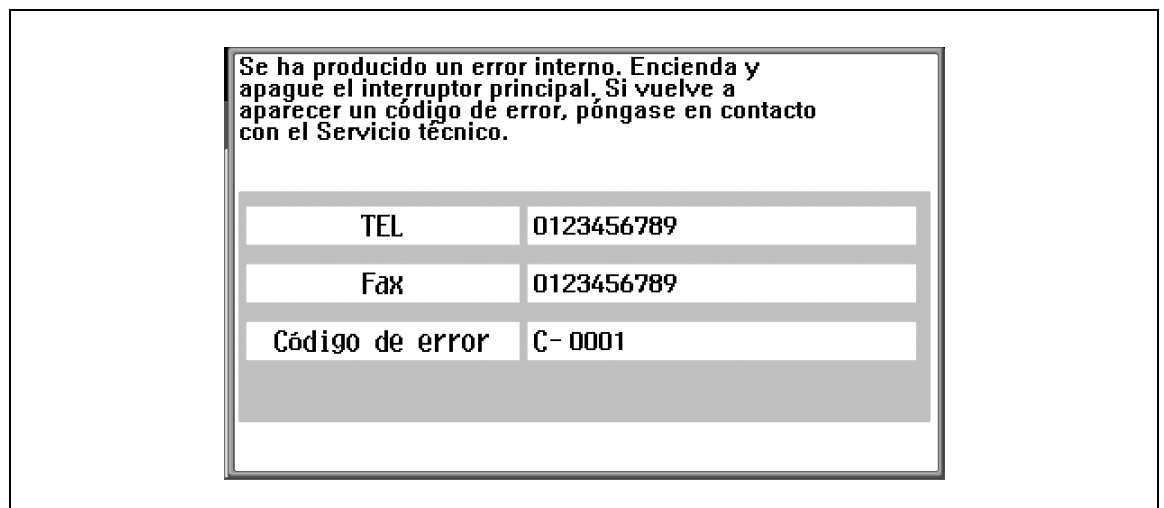 Se ha producido un error interno. Encienda y
apague el interruptor principal. Si vuelve a
aparecer un código de error, póngase en contacto
con el Servicio técnico.
TEL 0123456789
Fax 0123456789
Código de error C-0001